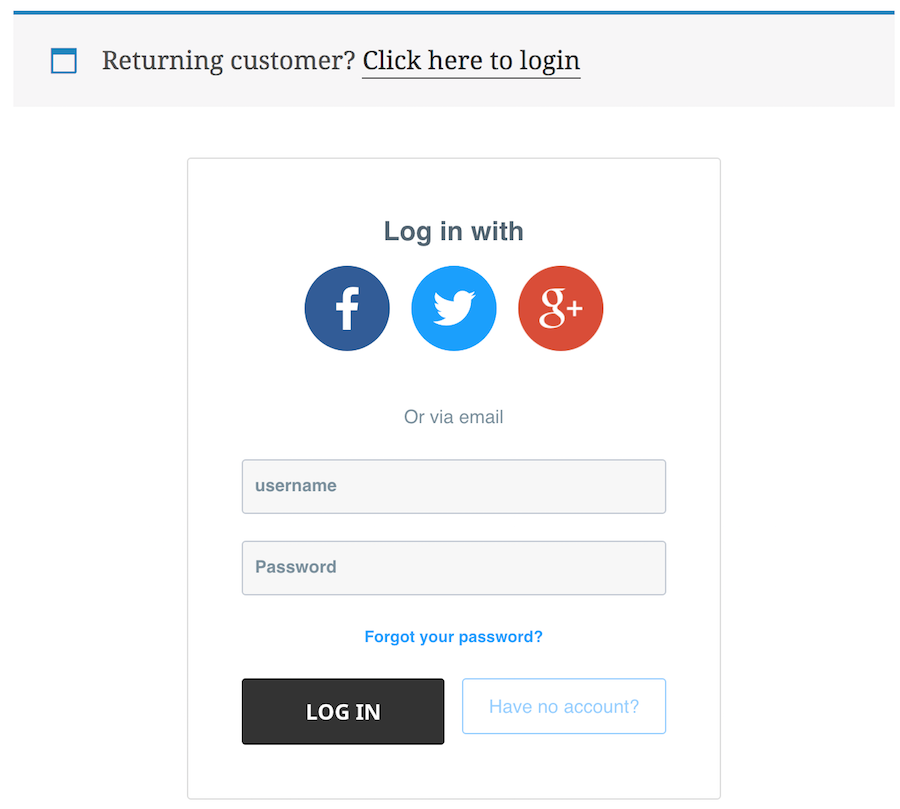 Returning customer? Click here to login
Log in with
f
g+
Or via email
username
Password
Forgot your password?
LOG IN
Have no account?